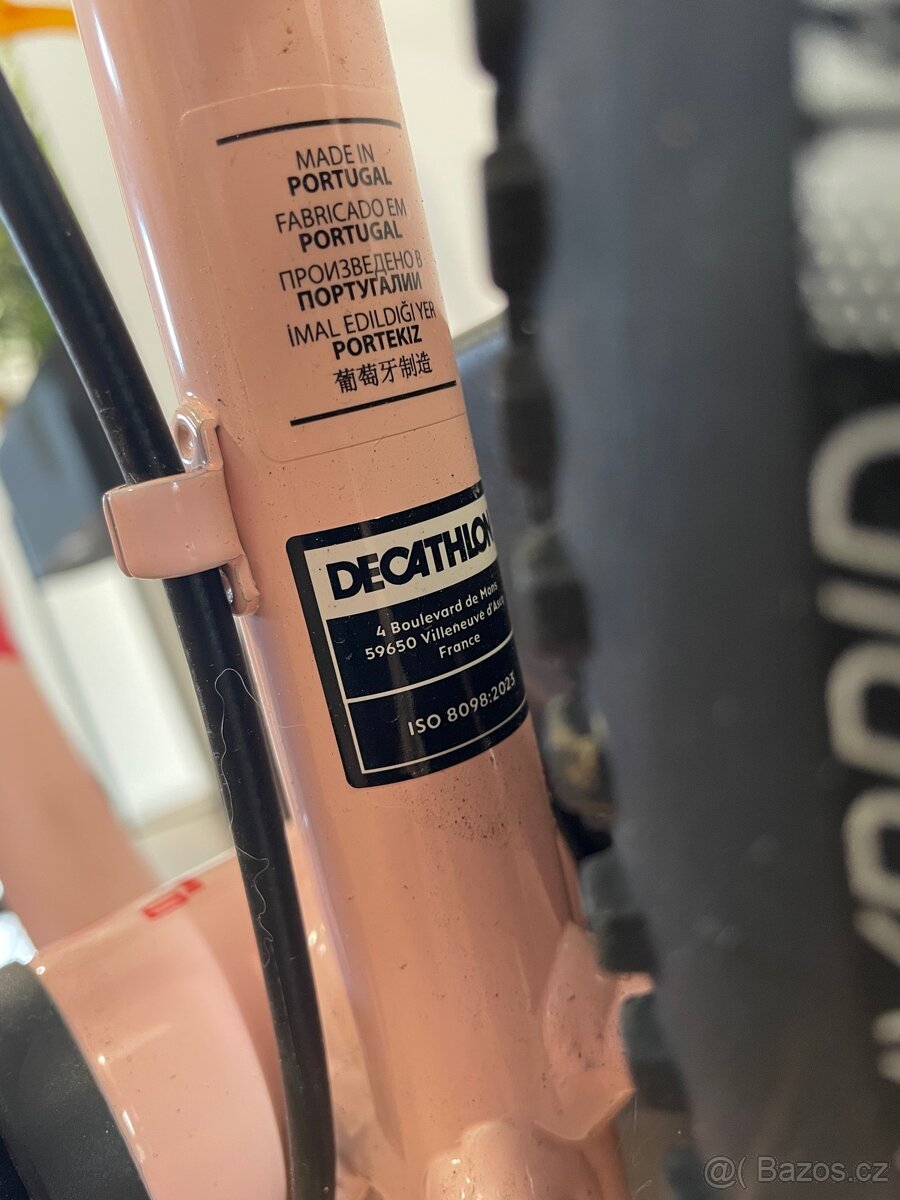 MADE IN
PORTUGAL
FABRICADO EM
PORTUGAL
ПРОИЗВЕДЕНО В
ПОРТУГАЛИИ
İMAL EDILDIĞI YER
PORTEKIZ
葡萄牙制造
DECATHLON
4 Boulevard de Mons
59650 Villeneuve d'Ascq
France
ISO 8098:2023
@( Bazos.cz